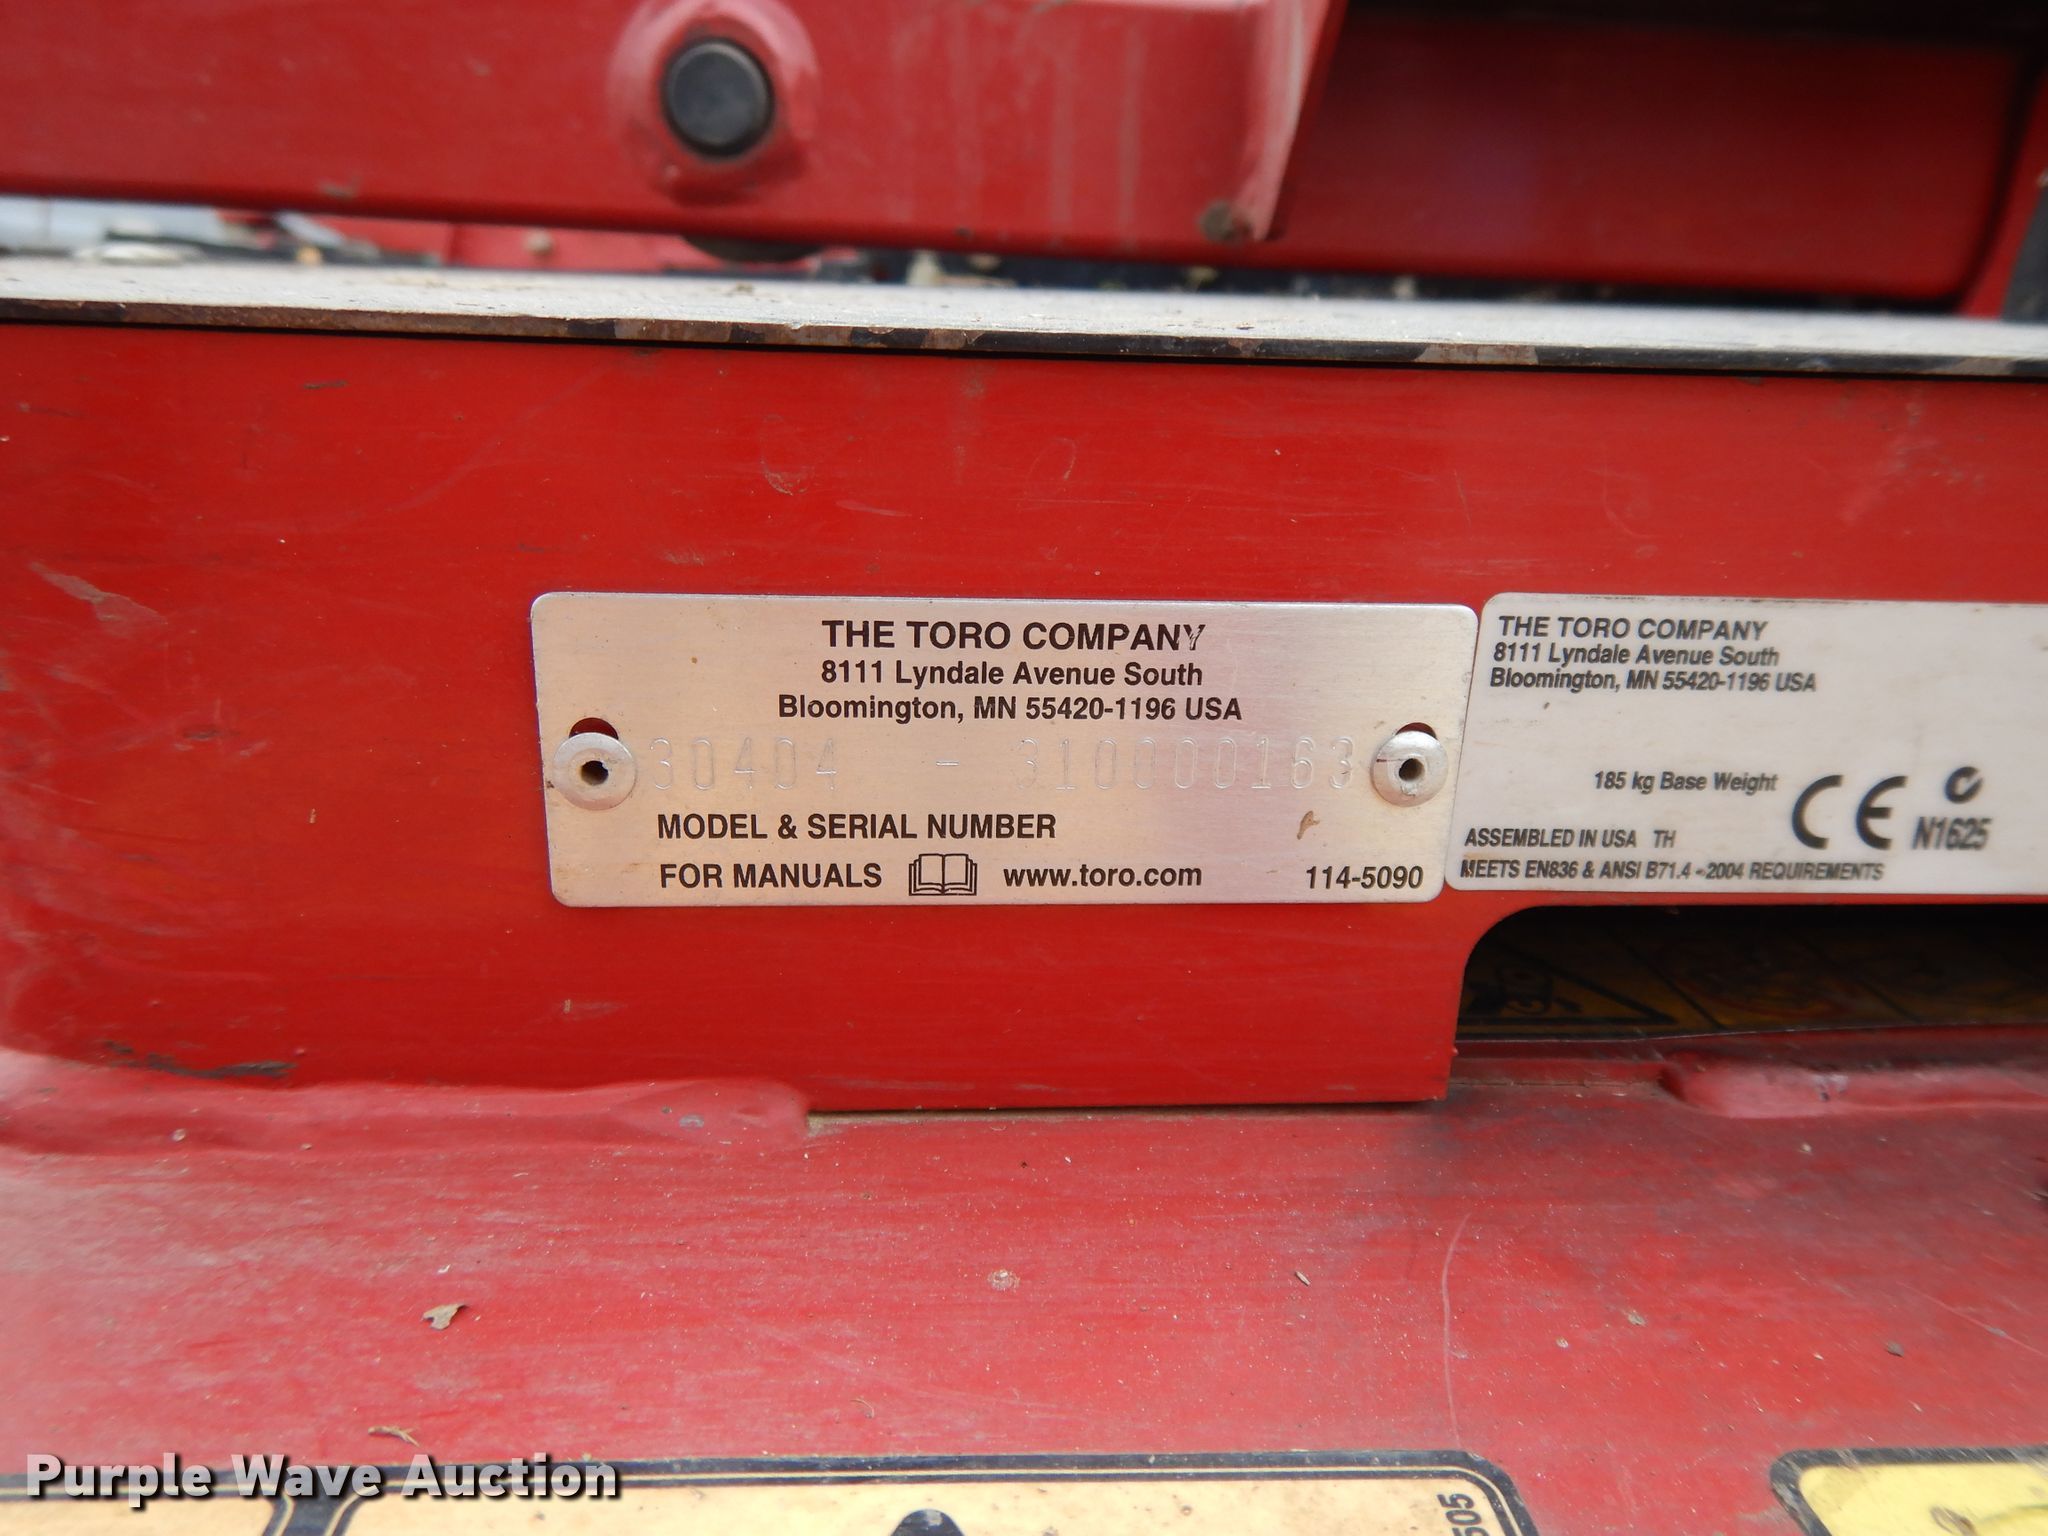 THE TORO COMPANY
8111 Lyndale Avenue South
Bloomington, MN 55420-1196 USA
30404 - 310000163
MODEL & SERIAL NUMBER
FOR MANUALS www.toro.com 114-5090
THE TORO COMPANY
8111 Lyndale Avenue South
Bloomington, MN 55420-1196 USA
185 kg Base Weight
CE
N1625
ASSEMBLED IN USA TH
MEETS EN836 & ANSI B71.4 - 2004 REQUIREMENTS
Purple Wave Auction
505